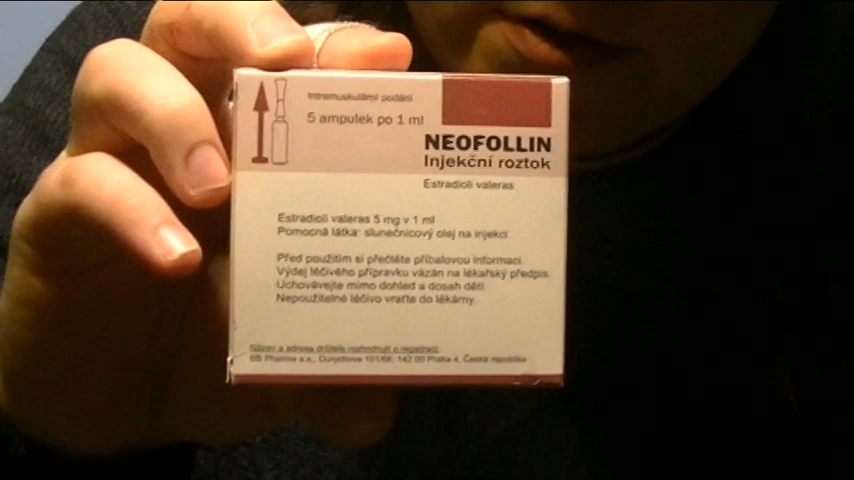 Intramuskulární podání
5 ampulek po 1 ml
NEOFOLLIN
Injekční roztok
Estradioli valeras
Estradioli valeras 5 mg v 1 ml
Pomocná látka: slunečnicový olej na injekci
Před použitím si přečtěte příbalovou informaci.
Výdej léčivého přípravku vázán na lékařský předpis.
Uchovávejte mimo dohled a dosah dětí.
Nepoužitelné léčivo vraťte do lékárny.
Název a adresa držitele rozhodnutí o registraci:
BB Pharma a.s., Durychova 101/66, 142 00 Praha 4, Česká republika